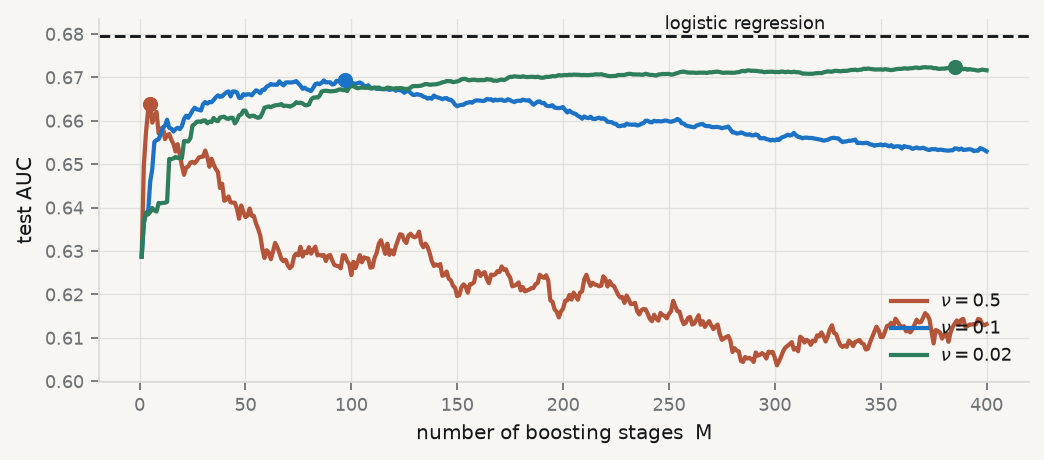 logistic regression
0.68
0.67
0.66
0.65
0.64
0.63
0.62
0.61
0.60
test AUC
ν = 0.5
ν = 0.1
ν = 0.02
0 50 100 150 200 250 300 350 400
number of boosting stages M